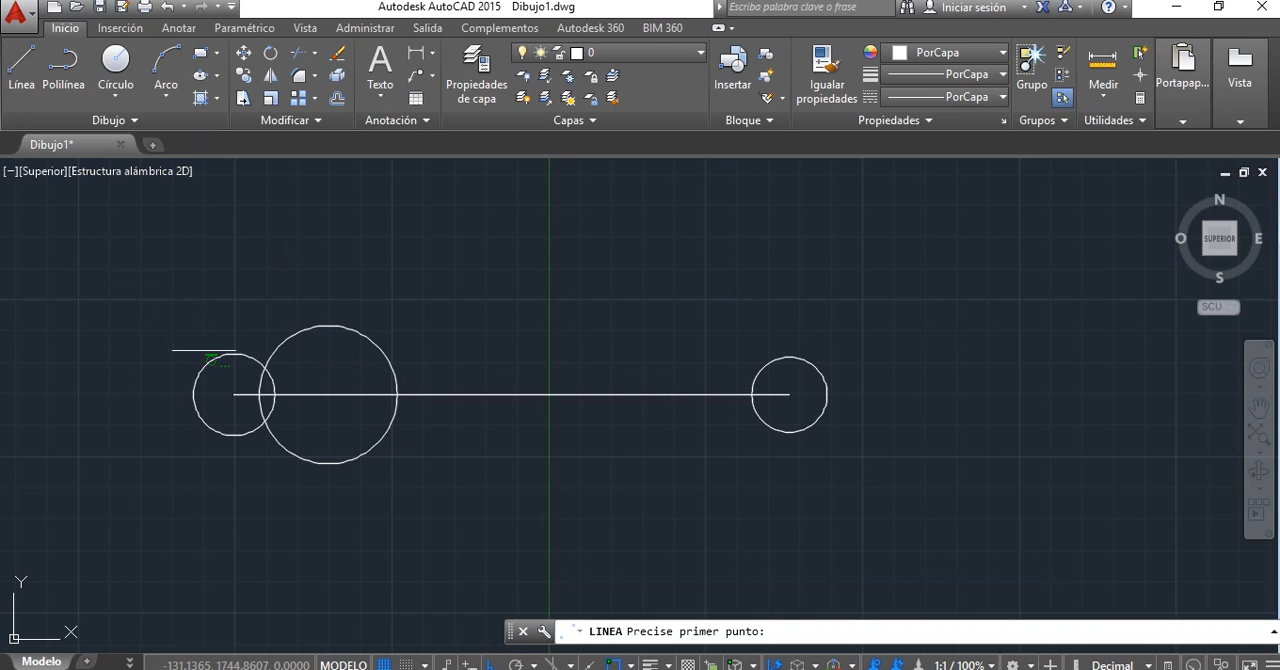 Autodesk AutoCAD 2015 Dibujo1.dwg
Escriba palabra clave o frase
Iniciar sesión
Inicio Inserción Anotar Paramétrico Vista Administrar Salida Complementos Autodesk 360 BIM 360
0 PorCapa
PorCapa
PorCapa
Línea Polilínea Círculo Arco Texto Propiedades de capa Insertar Igualar propiedades Grupo Medir Portapap... Vista
Dibujo Modificar Anotación Capas Bloque Propiedades Grupos Utilidades
Dibujo1*
[−][Superior][Estructura alámbrica 2D]
N
O SUPERIOR E
S
SCU
Y
X
LINEA Precise primer punto:
Modelo -131.1365, 1744.8607, 0.0000 MODELO 1:1 / 100% Decimal